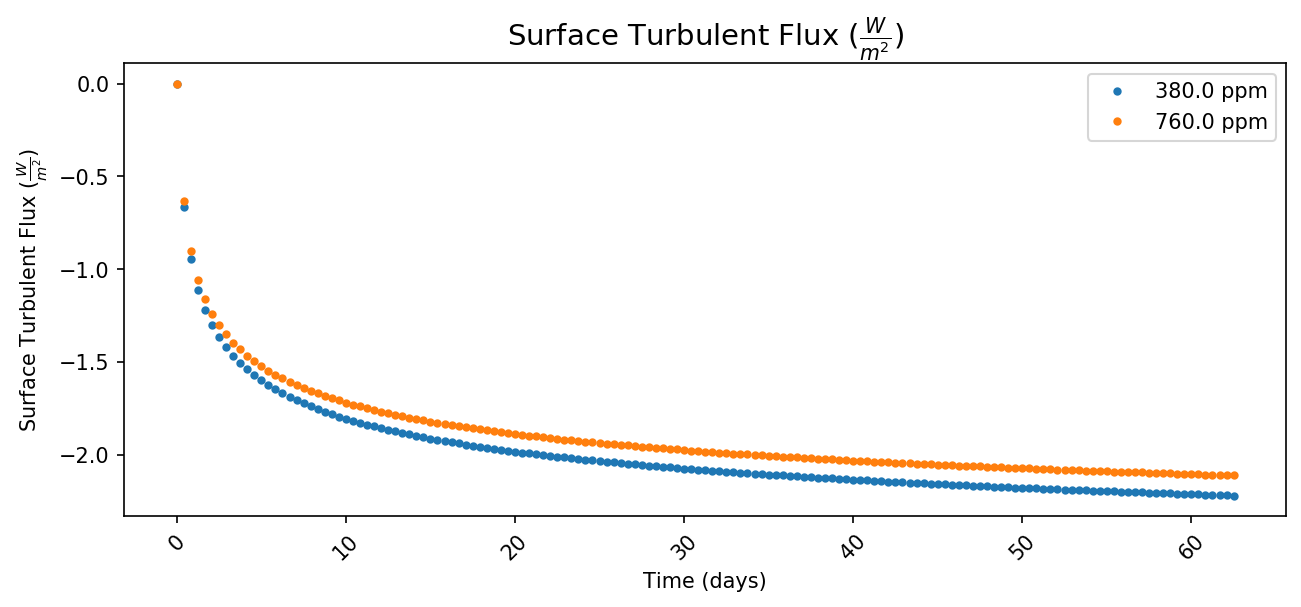 Surface Turbulent Flux (W/m²)
380.0 ppm
760.0 ppm
Surface Turbulent Flux (W/m²)
0.0
−0.5
−1.0
−1.5
−2.0
0
10
20
30
40
50
60
Time (days)